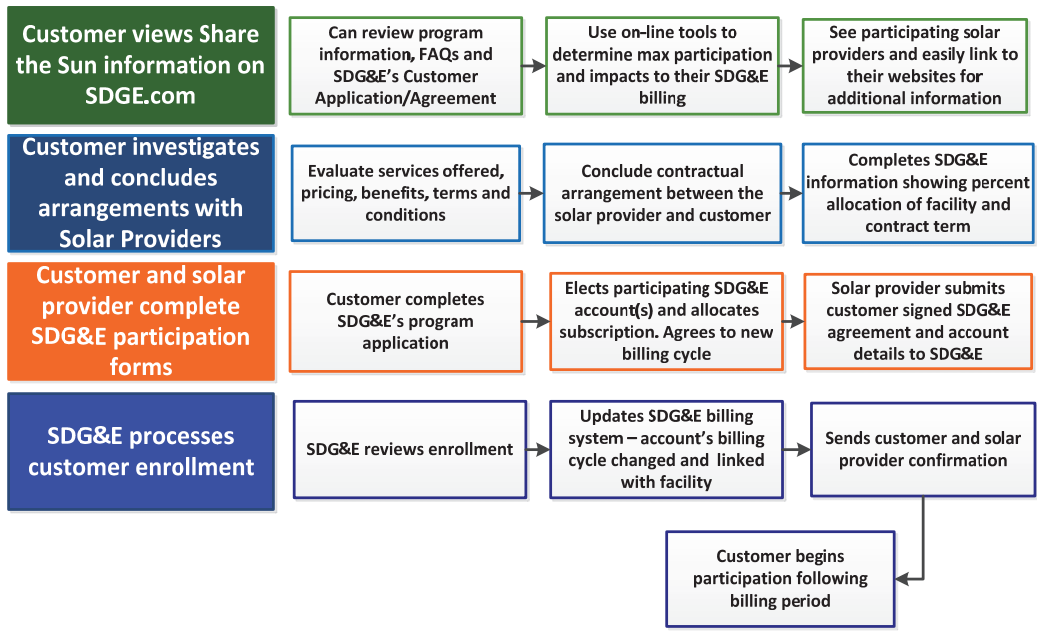 Customer views Share
the Sun information on
SDGE.com
Can review program
information, FAQs and
SDG&E's Customer
Application/Agreement
Use on-line tools to
determine max participation
and impacts to their SDG&E
billing
See participating solar
providers and easily link to
their websites for
additional information
Customer investigates
and concludes
arrangements with
Solar Providers
Evaluate services offered,
pricing, benefits, terms and
conditions
Conclude contractual
arrangement between the
solar provider and customer
Completes SDG&E
information showing percent
allocation of facility and
contract term
Customer and solar
provider complete
SDG&E participation
forms
Customer completes
SDG&E's program
application
Elects participating SDG&E
account(s) and allocates
subscription. Agrees to new
billing cycle
Solar provider submits
customer signed SDG&E
agreement and account
details to SDG&E
SDG&E processes
customer enrollment
SDG&E reviews enrollment
Updates SDG&E billing
system – account's billing
cycle changed and linked
with facility
Sends customer and solar
provider confirmation
Customer begins
participation following
billing period